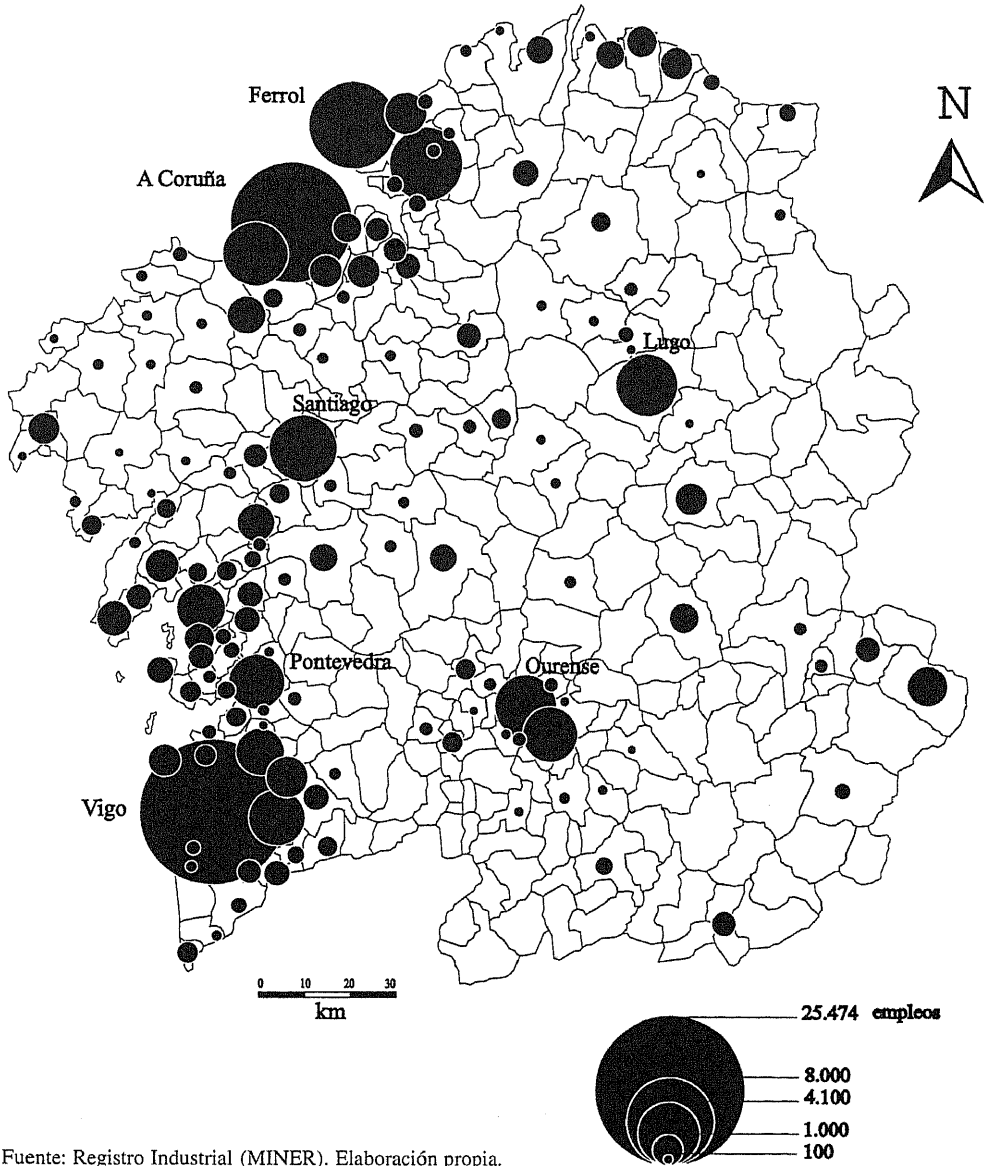 Ferrol
N
A Coruña
Lugo
Santiago
Pontevedra
Ourense
Vigo
0 10 20 30
km
25.474 empleos
8.000
4.100
1.000
100
Fuente: Registro Industrial (MINER). Elaboración propia.